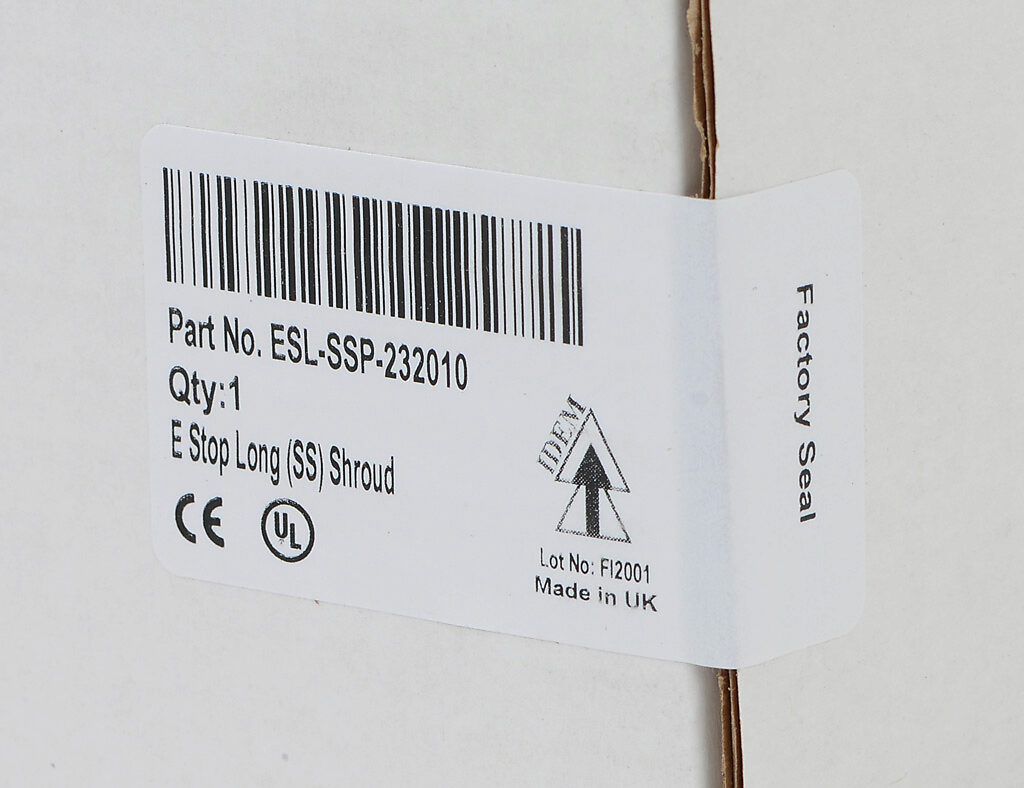 Part No. ESL-SSP-232010
Qty:1
E Stop Long (SS) Shroud
CE
UL
IDEM
Lot No: FI2001
Made in UK
Factory Seal